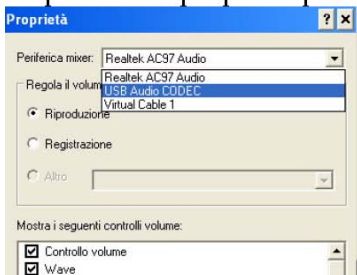 Proprietà
Periferica mixer: Realtek AC97 Audio
Realtek AC97 Audio
Regola il volum
USB Audio CODEC
Virtual Cable 1
Riproduzione
Registrazione
Altro
Mostra i seguenti controlli volume:
Controllo volume
Wave